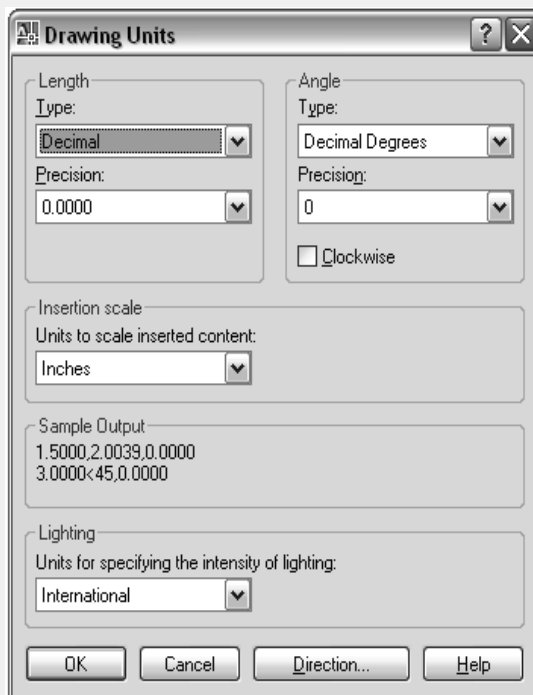 Drawing Units
Length
Type:
Decimal
Precision:
0.0000
Angle
Type:
Decimal Degrees
Precision:
0
Clockwise
Insertion scale
Units to scale inserted content:
Inches
Sample Output
1.5000,2.0039,0.0000
3.0000<45,0.0000
Lighting
Units for specifying the intensity of lighting:
International
OK Cancel Direction... Help